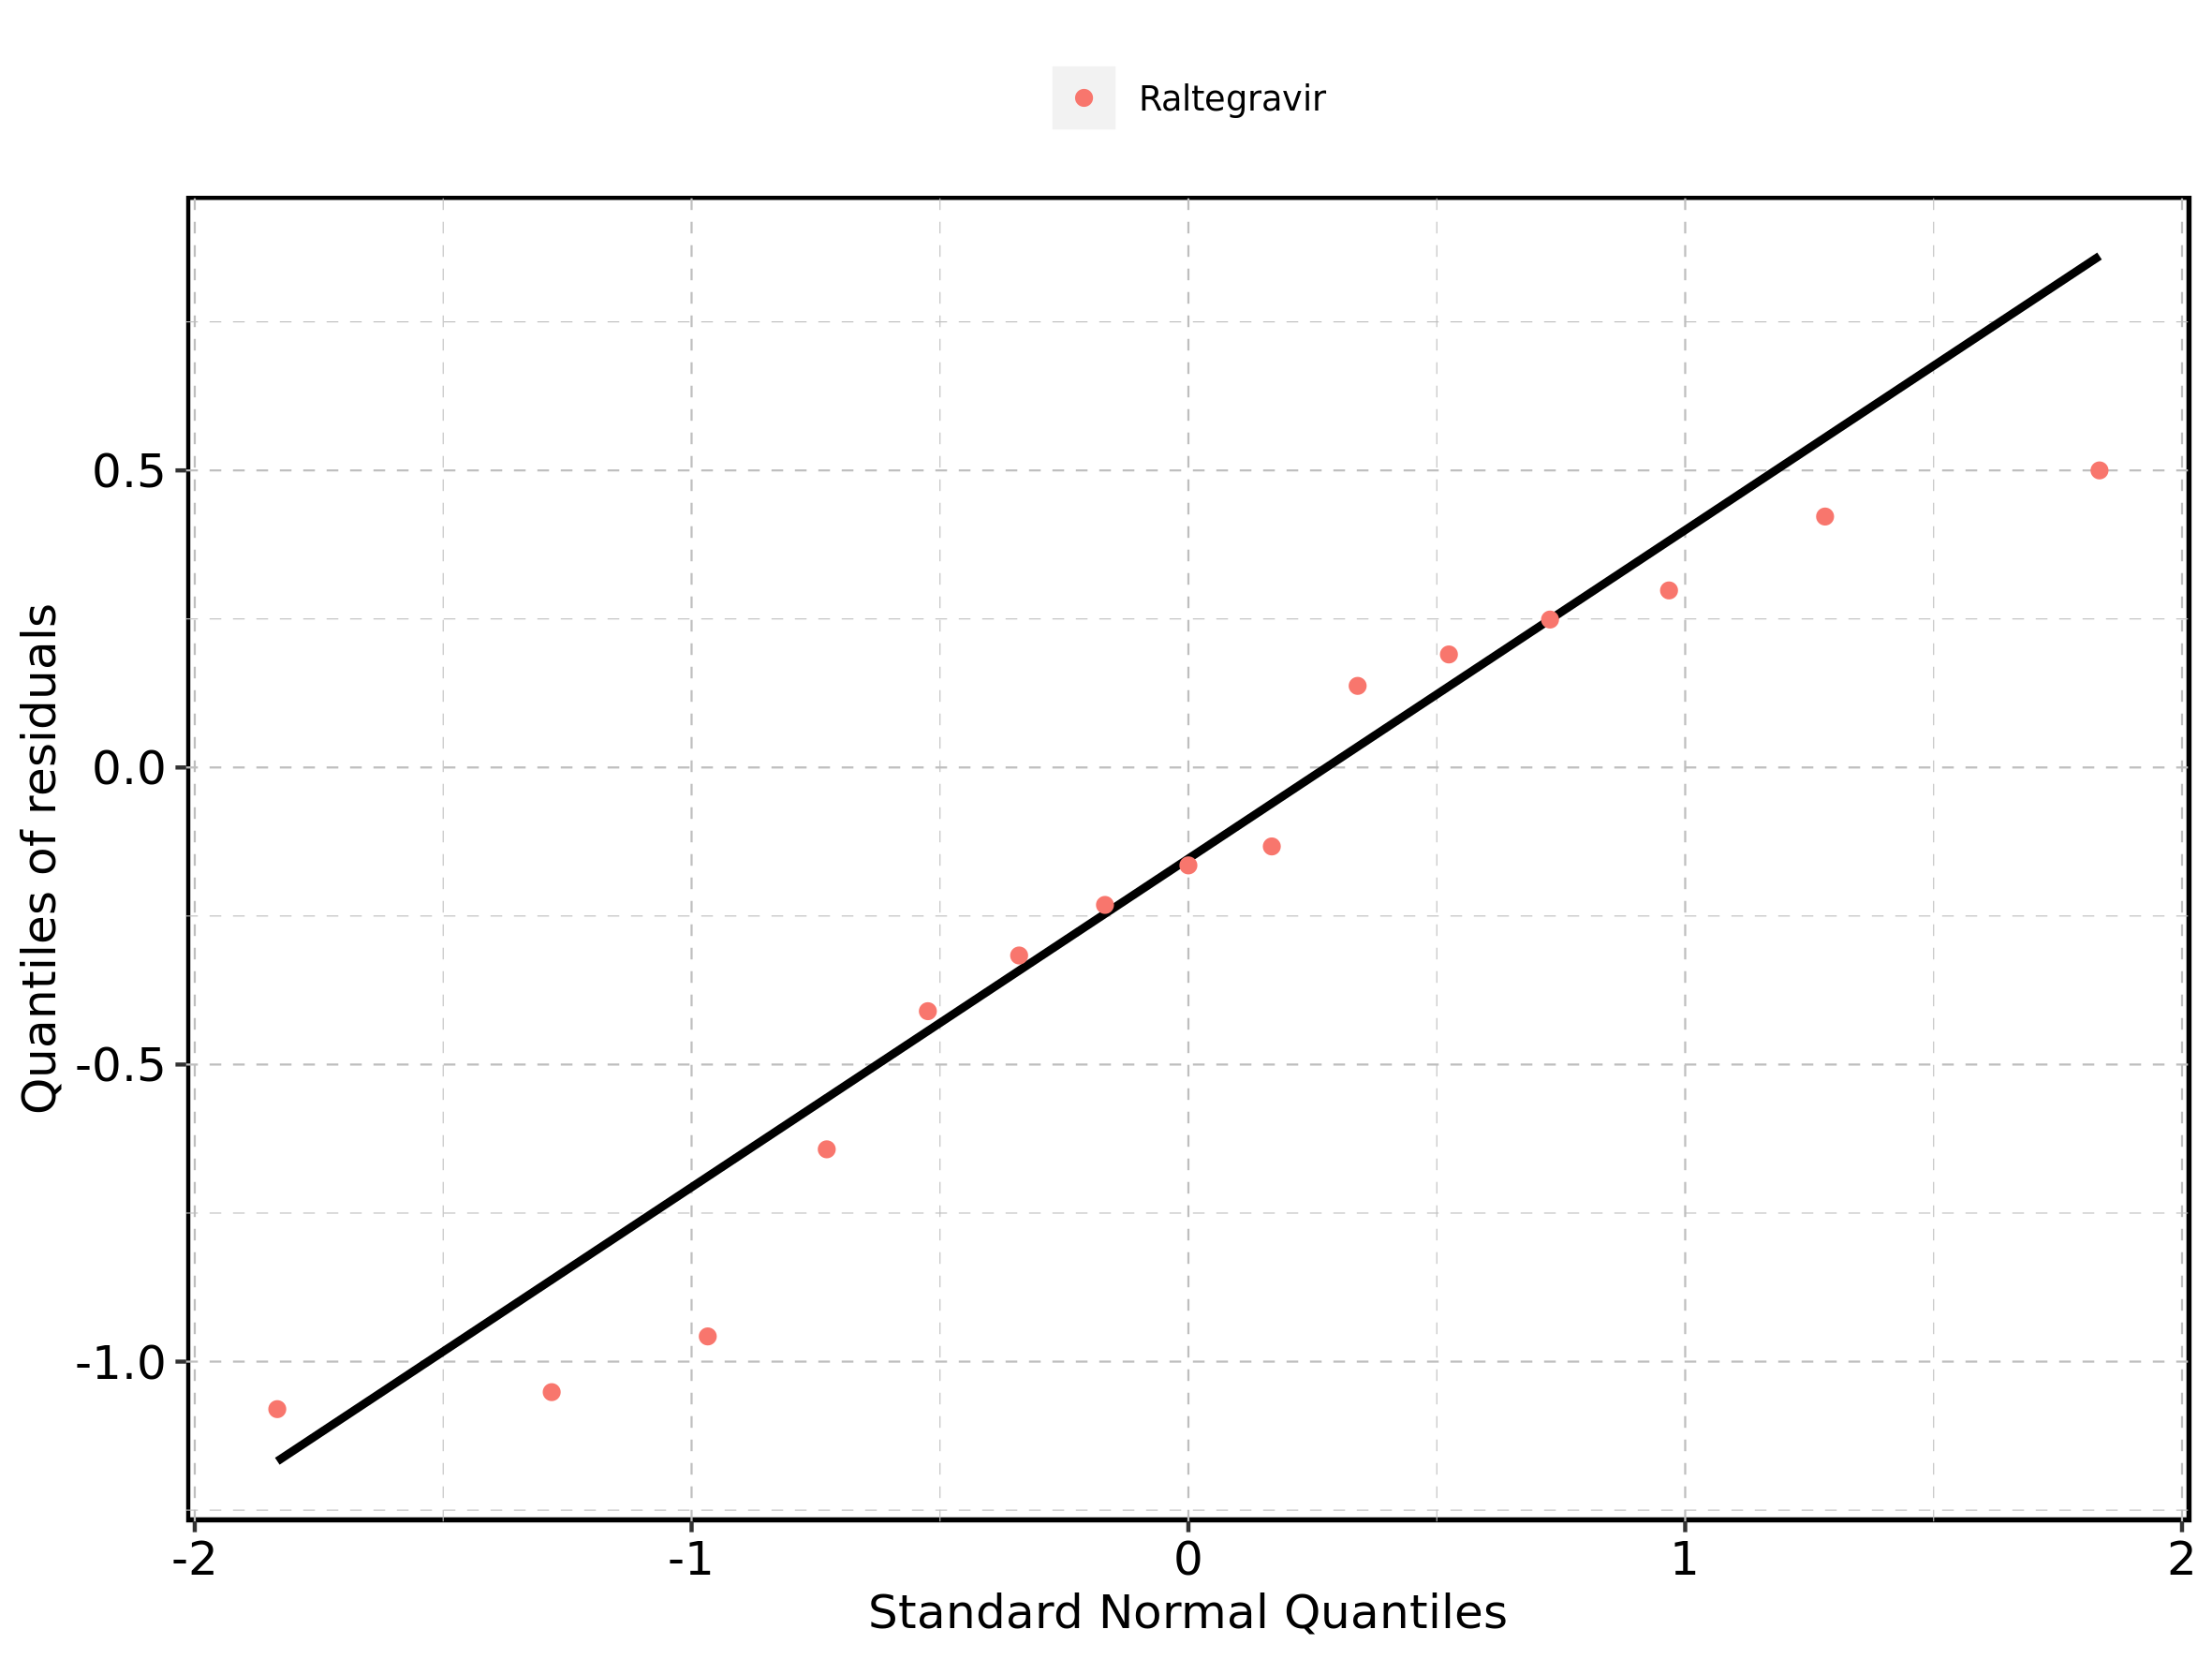 Raltegravir
Quantiles of residuals
0.5
0.0
-0.5
-1.0
-2 -1 0 1 2
Standard Normal Quantiles